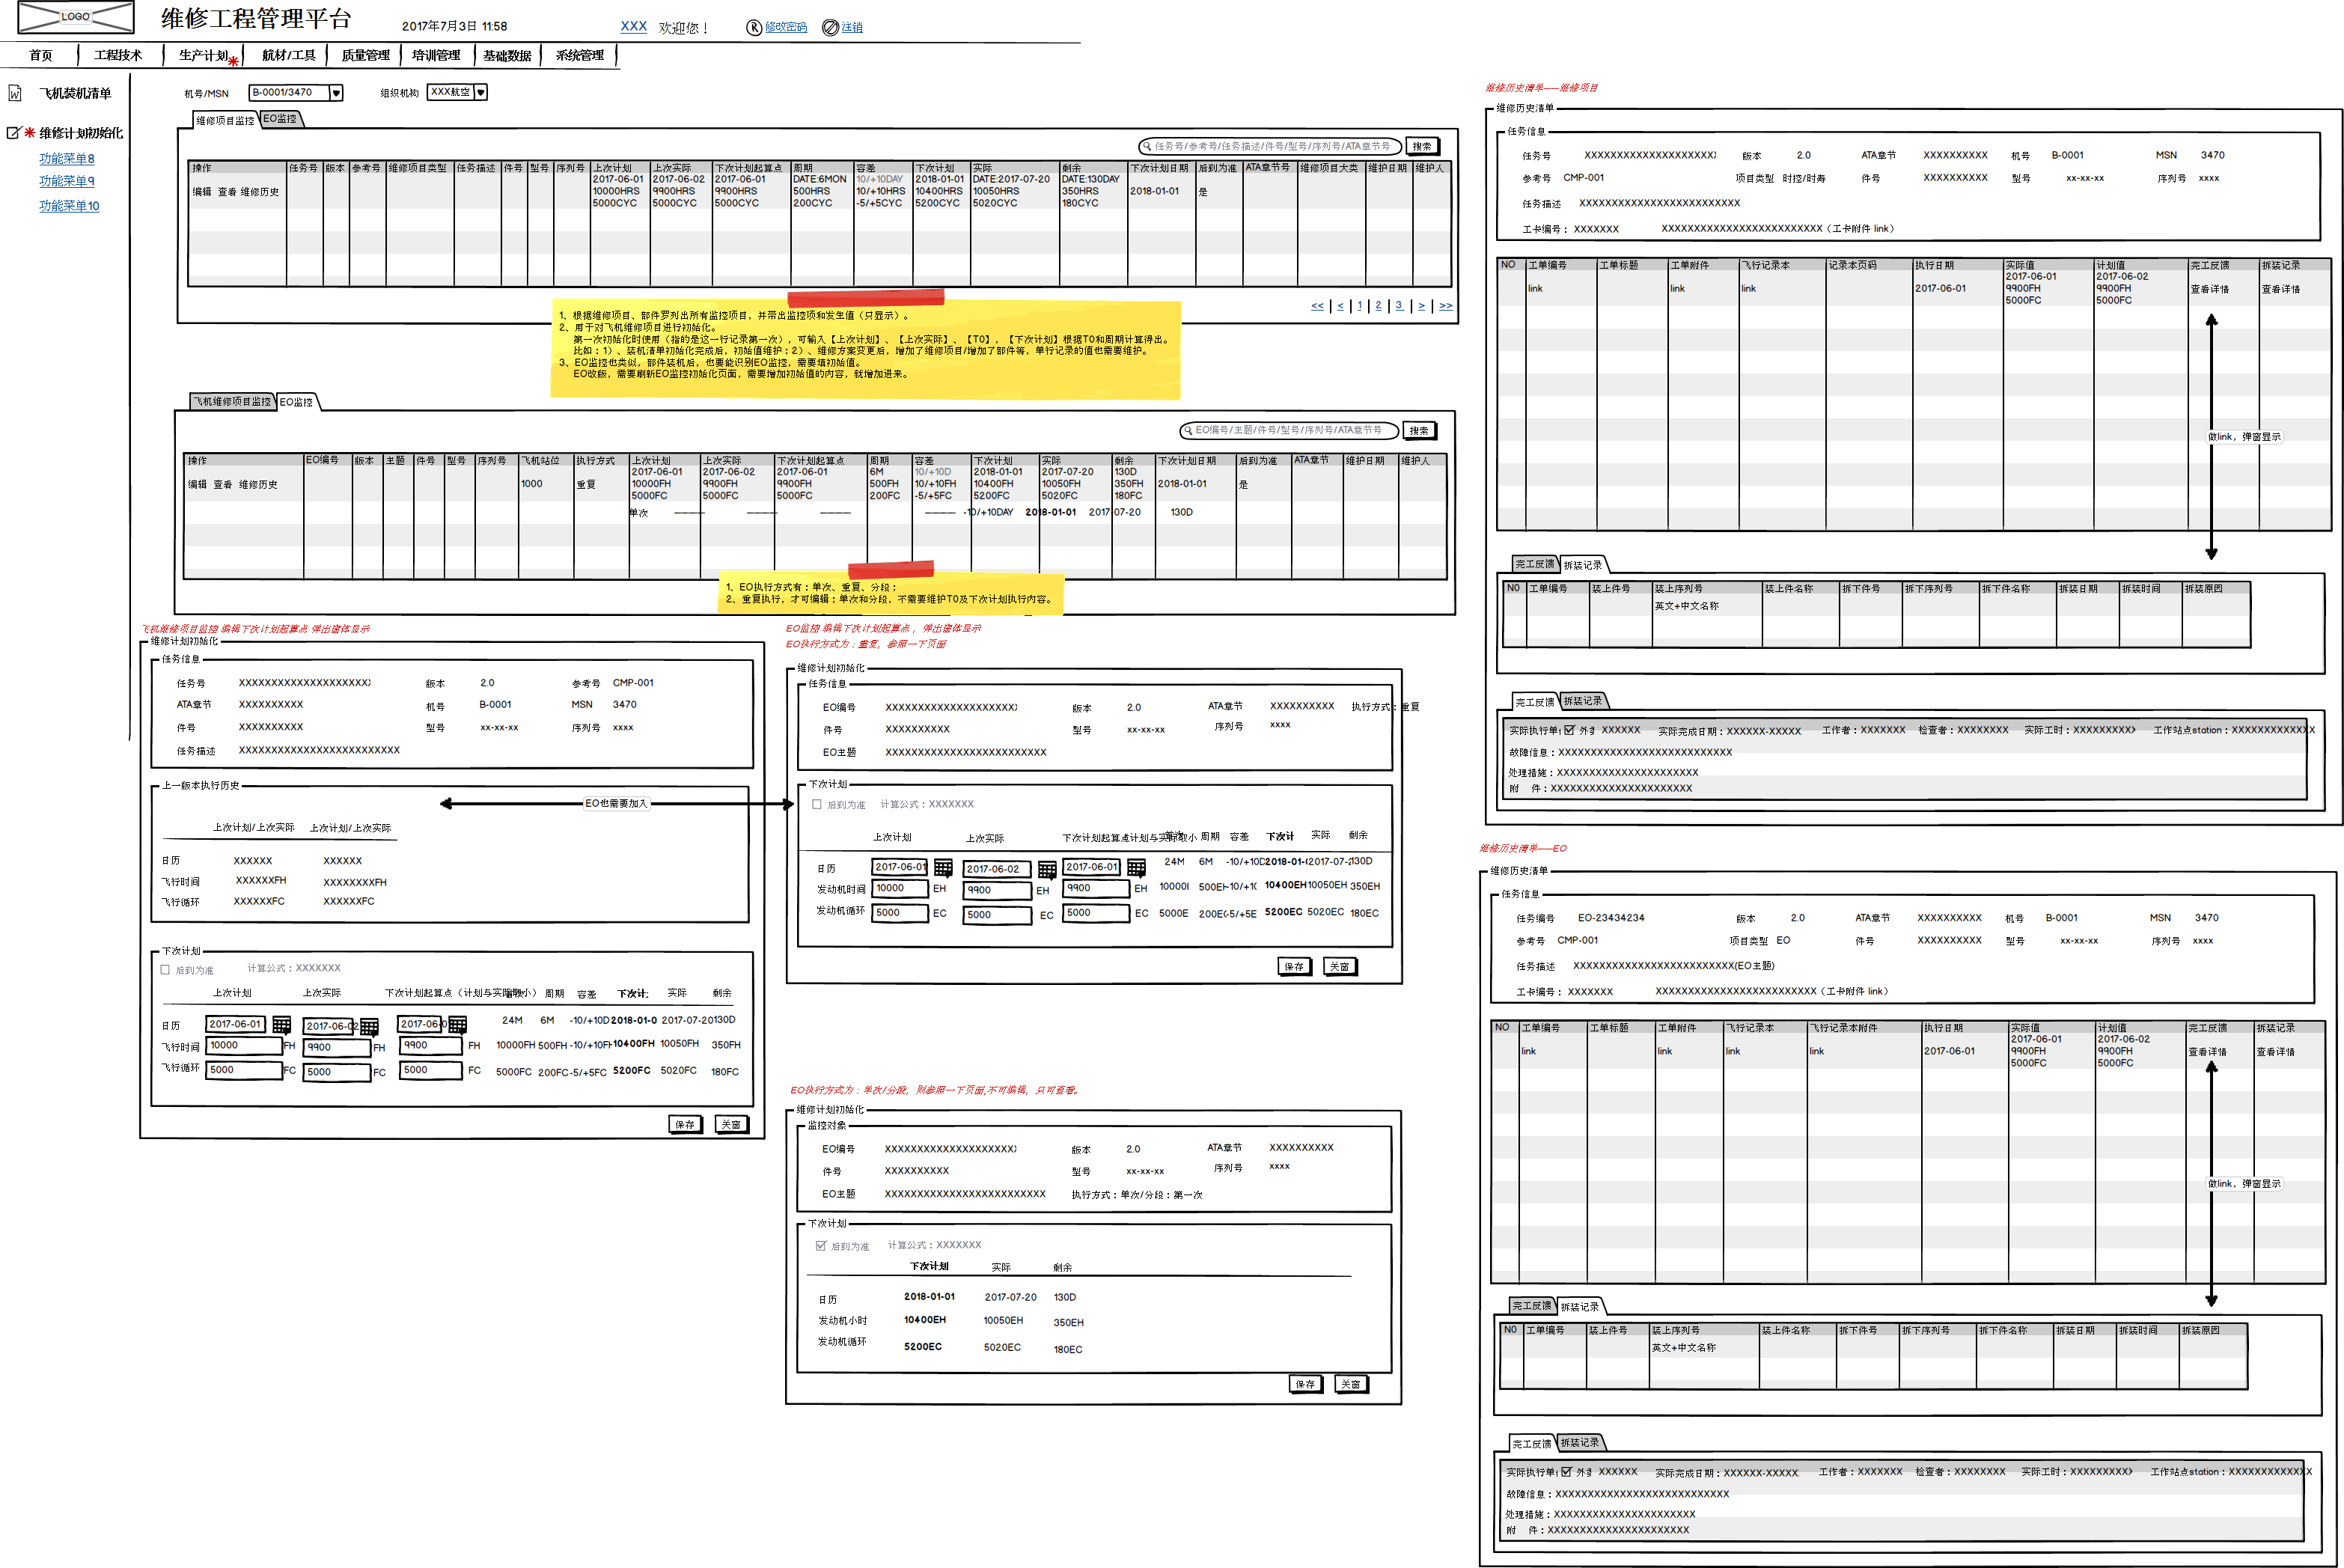 LOGO
维修工程管理平台
2017年7月3日 11:58
XXX 欢迎您！
修改密码 注销
首页 工程技术 生产计划 航材/工具 质量管理 培训管理 基础数据 系统管理
飞机装机清单
维修计划初始化
功能菜单8
功能菜单9
功能菜单10
机号/MSN B-0001/3470 组织机构 XXX航空
维修项目监控 EO监控
任务号/参考号/任务描述/件号/型号/序列号/ATA章节号 搜索
操作 任务号 版本 参考号 维修项目类型 任务描述 件号 型号 序列号 上次计划 上次实际 下次计划起算点 周期 容差 下次计划 实际 剩余 下次计划日期 后到为准 ATA章节号 维修项目大类 维护日期 维护人
2017-06-01 2017-06-02 2017-06-01 DATE:6MON 10/+10DAY 2018-01-01 DATE:2017-07-20 DATE:130DAY
编辑 查看 维修历史 10000HRS 9900HRS 9900HRS 500HRS 10/+10HRS 10400HRS 10050HRS 350HRS 2018-01-01 是
5000CYC 5000CYC 5000CYC 200CYC -5/+5CYC 5200CYC 5020CYC 180CYC
<< | < | 1 | 2 | 3 | > | >>
1、根据维修项目、部件罗列出所有监控项目，并带出监控项和发生值（只显示）。
2、用于对飞机维修项目进行初始化。
第一次初始化时使用（指的是这一行记录第一次），可输入【上次计划】、【上次实际】、【T0】，【下次计划】根据T0和周期计算得出。
比如：1）、装机清单初始化完成后，初始值维护；2）、维修方案变更后，增加了维修项目/增加了部件等，单行记录的值也需要维护。
3、EO监控也类似，部件装机后，也要能识别EO监控，需要填初始值。
EO改版，需要刷新EO监控初始化页面，需要增加初始值的内容，就增加进来。
飞机维修项目监控 EO监控
EO编号/主题/件号/型号/序列号/ATA章节号 搜索
操作 EO编号 版本 主题 件号 型号 序列号 飞机站位 执行方式 上次计划 上次实际 下次计划起算点 周期 容差 下次计划 实际 剩余 下次计划日期 后到为准 ATA章节 维护日期 维护人
2017-06-01 2017-06-02 2017-06-01 6M 10/+10D 2018-01-01 2017-07-20 130D
编辑 查看 维修历史 1000 重复 10000FH 9900FH 9900FH 500FH 10/+10FH 10400FH 10050FH 350FH 2018-01-01 是
5000FC 5000FC 5000FC 200FC -5/+5FC 5200FC 5020FC 180FC
单次 —— —— —— —— -10/+10DAY 2018-01-01 2017-07-20 130D
1、EO执行方式有：单次、重复、分段；
2、重复执行，才可编辑；单次和分段，不需要维护T0及下次计划执行内容。
飞机维修项目监控 编辑下次计划起算点 弹出窗体显示
维修计划初始化
任务信息
任务号 XXXXXXXXXXXXXXXXXXXX 版本 2.0 参考号 CMP-001
ATA章节 XXXXXXXXXX 机号 B-0001 MSN 3470
件号 XXXXXXXXXX 型号 xx-xx-xx 序列号 xxxx
任务描述 XXXXXXXXXXXXXXXXXXXXXXXXX
上一版本执行历史
EO也需要加入
上次计划/上次实际 上次计划/上次实际
日历 XXXXXX XXXXXX
飞行时间 XXXXXXFH XXXXXXXXFH
飞行循环 XXXXXXFC XXXXXXFC
下次计划
后到为准 计算公式：XXXXXXX
上次计划 上次实际 下次计划起算点（计划与实际取小） 周期 容差 下次计 实际 剩余
日历 2017-06-01 2017-06-02 2017-06-0 24M 6M -10/+10D 2018-01-0 2017-07-20 130D
飞行时间 10000 FH 9900 FH 9900 FH 10000FH 500FH -10/+10FH 10400FH 10050FH 350FH
飞行循环 5000 FC 5000 FC 5000 FC 5000FC 200FC -5/+5FC 5200FC 5020FC 180FC
保存 关窗
EO监控 编辑下次计划起算点， 弹出窗体显示
EO执行方式为：重复，参照一下页面
维修计划初始化
任务信息
EO编号 XXXXXXXXXXXXXXXXXXXX 版本 2.0 ATA章节 XXXXXXXXXX 执行方式：重复
件号 XXXXXXXXXX 型号 xx-xx-xx 序列号 xxxx
EO主题 XXXXXXXXXXXXXXXXXXXXXXXXX
下次计划
后到为准 计算公式：XXXXXXX
上次计划 上次实际 下次计划起算点计划与实际取小 周期 容差 下次计 实际 剩余
日历 2017-06-01 2017-06-02 2017-06-01 24M 6M -10/+10D 2018-01-0 2017-07-2 130D
发动机时间 10000 EH 9900 EH 9900 EH 10000 500EH -10/+1 10400EH 10050EH 350EH
发动机循环 5000 EC 5000 EC 5000 EC 5000E 200E -5/+5E 5200EC 5020EC 180EC
保存 关窗
EO执行方式为：单次/分段，则参照一下页面,不可编辑，只可查看。
维修计划初始化
监控对象
EO编号 XXXXXXXXXXXXXXXXXXXX 版本 2.0 ATA章节 XXXXXXXXXX
件号 XXXXXXXXXX 型号 xx-xx-xx 序列号 xxxx
EO主题 XXXXXXXXXXXXXXXXXXXXXXXXX 执行方式：单次/分段：第一次
下次计划
后到为准 计算公式：XXXXXXX
下次计划 实际 剩余
日历 2018-01-01 2017-07-20 130D
发动机小时 10400EH 10050EH 350EH
发动机循环 5200EC 5020EC 180EC
保存 关窗
维修历史清单——维修项目
维修历史清单
任务信息
任务号 XXXXXXXXXXXXXXXXXXXX 版本 2.0 ATA章节 XXXXXXXXXX 机号 B-0001 MSN 3470
参考号 CMP-001 项目类型 时控/时寿 件号 XXXXXXXXXX 型号 xx-xx-xx 序列号 xxxx
任务描述 XXXXXXXXXXXXXXXXXXXXXXXXX
工卡编号：XXXXXXX XXXXXXXXXXXXXXXXXXXXXXXXX（工卡附件 link）
NO 工单编号 工单标题 工单附件 飞行记录本 记录本页码 执行日期 实际值 计划值 完工反馈 拆装记录
2017-06-01 2017-06-02
link link link 2017-06-01 9900FH 9900FH 查看详情 查看详情
5000FC 5000FC
做link，弹窗显示
完工反馈 拆装记录
NO 工单编号 装上件号 装上序列号 装上件名称 拆下件号 拆下序列号 拆下件名称 拆装日期 拆装时间 拆装原因
英文+中文名称
完工反馈 拆装记录
实际执行单 外 XXXXXX 实际完成日期：XXXXXX-XXXXX 工作者：XXXXXXX 检查者：XXXXXXXX 实际工时：XXXXXXXXX 工作站点station：XXXXXXXXXXXXX
故障信息：XXXXXXXXXXXXXXXXXXXXXXXXXXX
处理措施：XXXXXXXXXXXXXXXXXXXXXX
附 件：XXXXXXXXXXXXXXXXXXXXXX
维修历史清单——EO
维修历史清单
任务信息
任务编号 EO-23434234 版本 2.0 ATA章节 XXXXXXXXXX 机号 B-0001 MSN 3470
参考号 CMP-001 项目类型 EO 件号 XXXXXXXXXX 型号 xx-xx-xx 序列号 xxxx
任务描述 XXXXXXXXXXXXXXXXXXXXXXXXX(EO主题)
工卡编号：XXXXXXX XXXXXXXXXXXXXXXXXXXXXXXXX（工卡附件 link）
NO 工单编号 工单标题 工单附件 飞行记录本 飞行记录本附件 执行日期 实际值 计划值 完工反馈 拆装记录
2017-06-01 2017-06-02
link link link link 2017-06-01 9900FH 9900FH 查看详情 查看详情
5000FC 5000FC
做link，弹窗显示
完工反馈 拆装记录
NO 工单编号 装上件号 装上序列号 装上件名称 拆下件号 拆下序列号 拆下件名称 拆装日期 拆装时间 拆装原因
英文+中文名称
完工反馈 拆装记录
实际执行单 外 XXXXXX 实际完成日期：XXXXXX-XXXXX 工作者：XXXXXXX 检查者：XXXXXXXX 实际工时：XXXXXXXXX 工作站点station：XXXXXXXXXXXXX
故障信息：XXXXXXXXXXXXXXXXXXXXXXXXXXX
处理措施：XXXXXXXXXXXXXXXXXXXXXX
附 件：XXXXXXXXXXXXXXXXXXXXXX